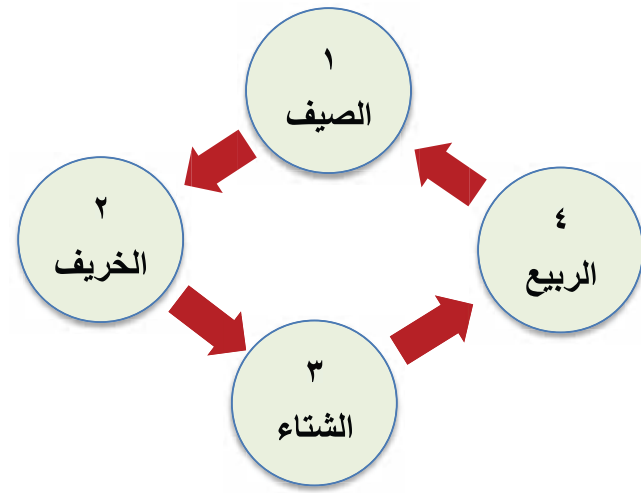 ١
الصيف
٢
الخريف
٣
الشتاء
٤
الربيع